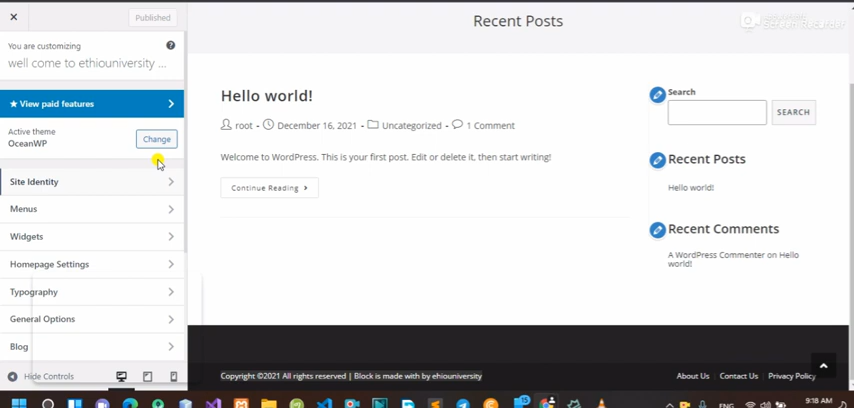 Published
You are customizing
well come to ethiouniversity ...
View paid features
Active theme
OceanWP
Change
Site Identity
Menus
Widgets
Homepage Settings
Typography
General Options
Blog
Hide Controls
Recent Posts
Hello world!
root
December 16, 2021
Uncategorized
1 Comment
Welcome to WordPress. This is your first post. Edit or delete it, then start writing!
Continue Reading
Search
SEARCH
Recent Posts
Hello world!
Recent Comments
A WordPress Commenter on Hello
world!
Copyright ©2021 All rights reserved | Block is made by ehiouniversity
About Us
Contact Us
Privacy Policy
15
ENG
9:18 AM